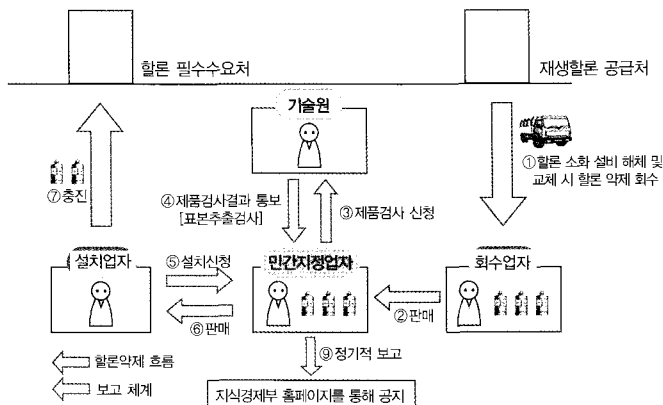 할론 필수수요처
재생할론 공급처
기술원
①할론 소화 설비 해체 및
교체 시 할론 약제 회수
④제품검사결과 통보
[표본추출검사]
③제품검사 신청
⑦충진
설치업자
⑤설치신청
민간지정업자
회수업자
⑥판매
②판매
할론약제 흐름
⑨정기적 보고
보고 체계
지식경제부 홈페이지를 통해 공지